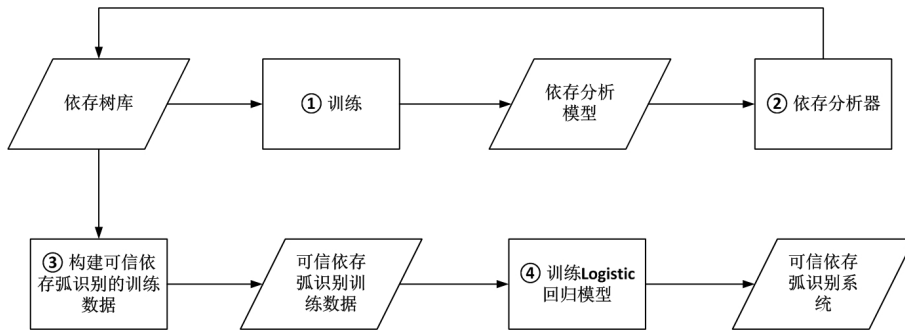 依存树库
① 训练
依存分析
模型
② 依存分析器
③ 构建可信依
存弧识别的训练
数据
可信依存
弧识别训
练数据
④ 训练Logistic
回归模型
可信依存
弧识别系
统